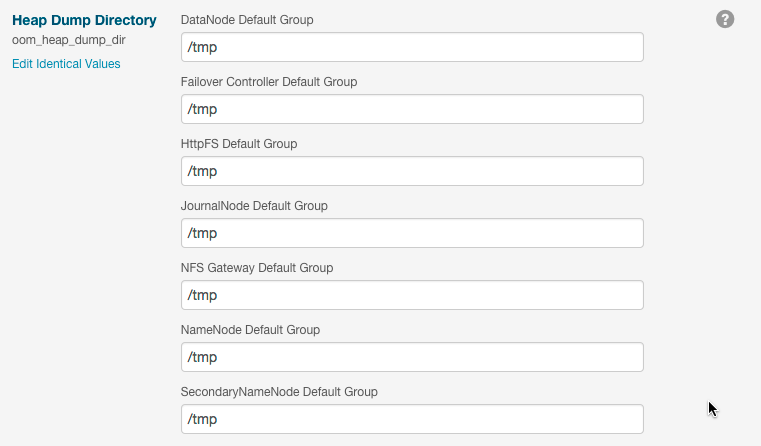 Heap Dump Directory
oom_heap_dump_dir
Edit Identical Values
DataNode Default Group
/tmp
Failover Controller Default Group
/tmp
HttpFS Default Group
/tmp
JournalNode Default Group
/tmp
NFS Gateway Default Group
/tmp
NameNode Default Group
/tmp
SecondaryNameNode Default Group
/tmp
?